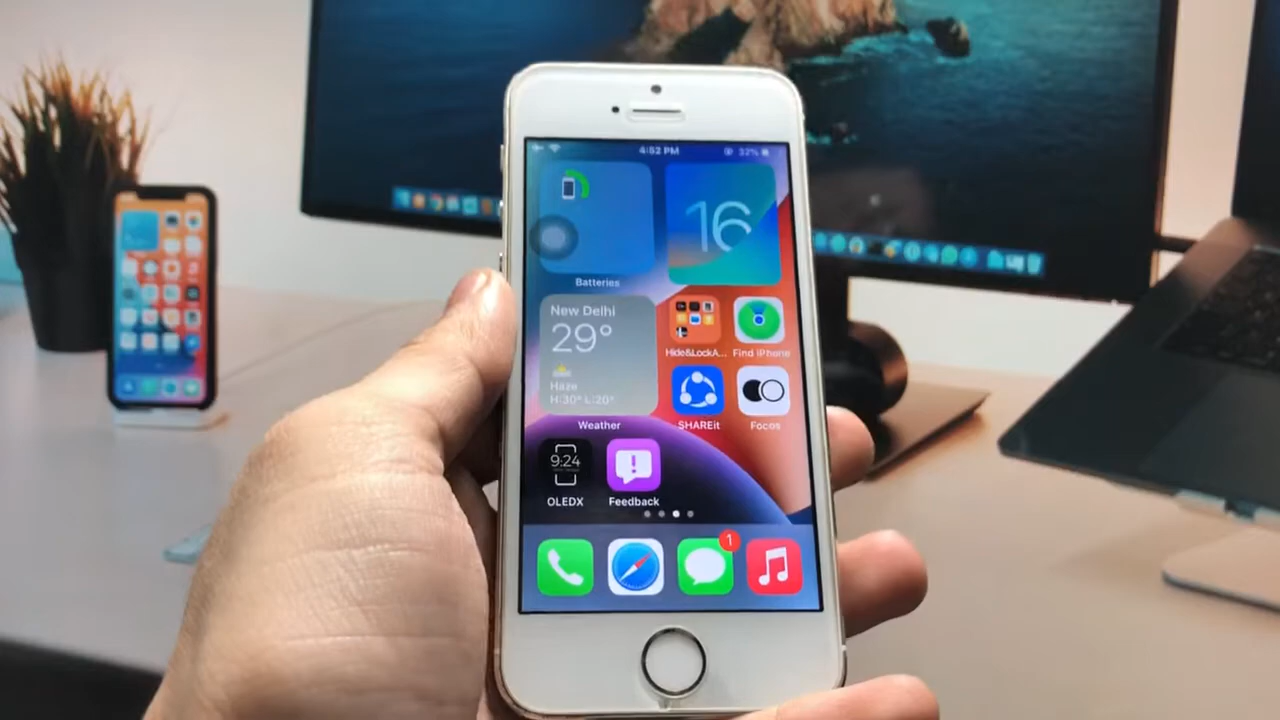 4:52 PM
32%
Batteries
16
New Delhi
29°
Haze
H:30° L:20°
Weather
Hide&LockA...
Find iPhone
SHAREit
Focos
9:24
OLEDX
Feedback
1